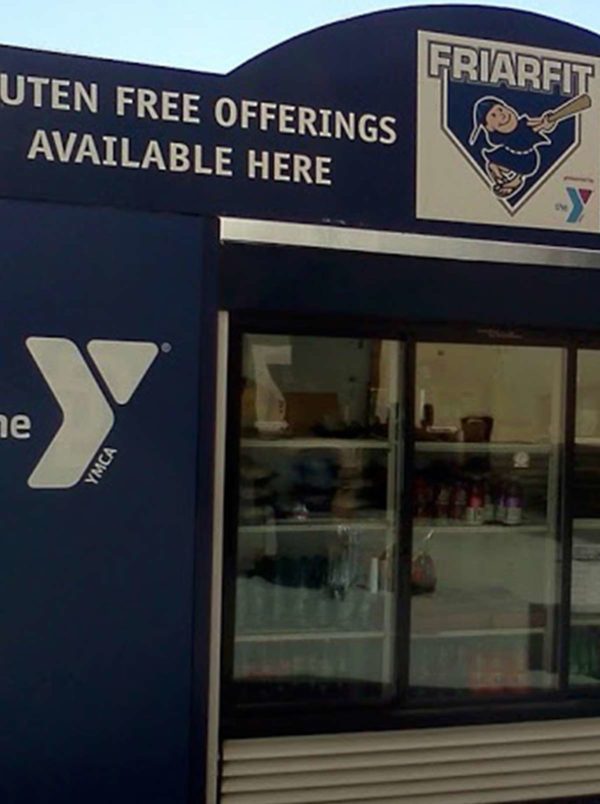 UTEN FREE OFFERINGS
AVAILABLE HERE
FRIARFIT
the
he
YMCA